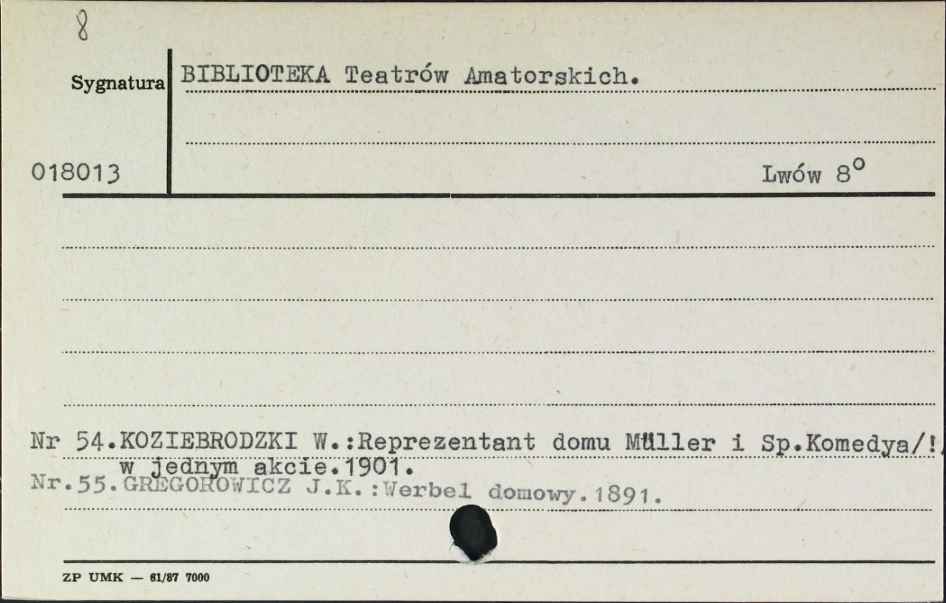 8
Sygnatura BIBLIOTEKA Teatrów Amatorskich.
018013 Lwów 8°
Nr 54.KOZIEBRODZKI W.:Reprezentant domu Müller i Sp.Komedya/!/
w jednym akcie.1901.
Nr.55.GREGOROWICZ J.K.:Werbel domowy.1891.
ZP UMK — 61/87 7000